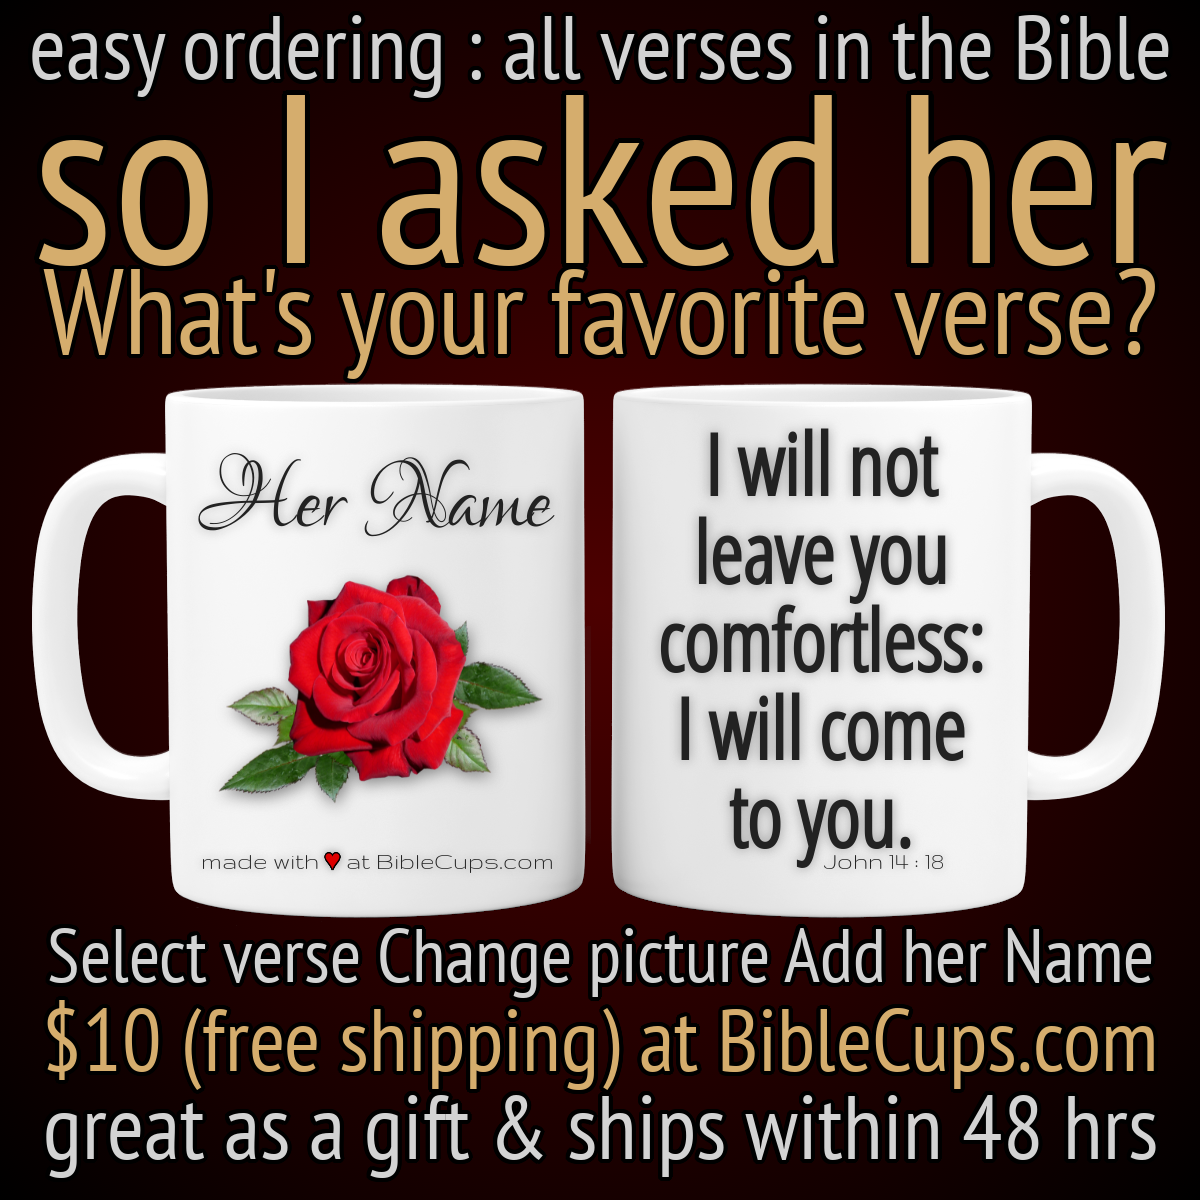 easy ordering : all verses in the Bible
so I asked her
What's your favorite verse?
Her Name
made with at BibleCups.com
I will not
leave you
comfortless:
I will come
to you.
John 14 : 18
Select verse Change picture Add her Name
$10 (free shipping) at BibleCups.com
great as a gift & ships within 48 hrs